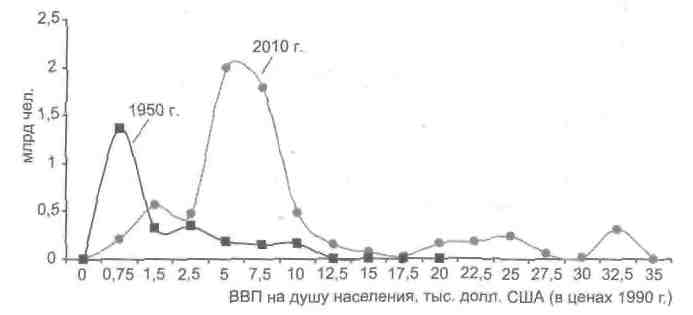 2,5
2
1,5
1
0,5
0
млрд чел.
1950 г.
2010 г.
0 0,75 1,5 2,5 5 7,5 10 12,5 15 17,5 20 22,5 25 27,5 30 32,5 35
ВВП на душу населения, тыс. долл. США (в ценах 1990 г.)